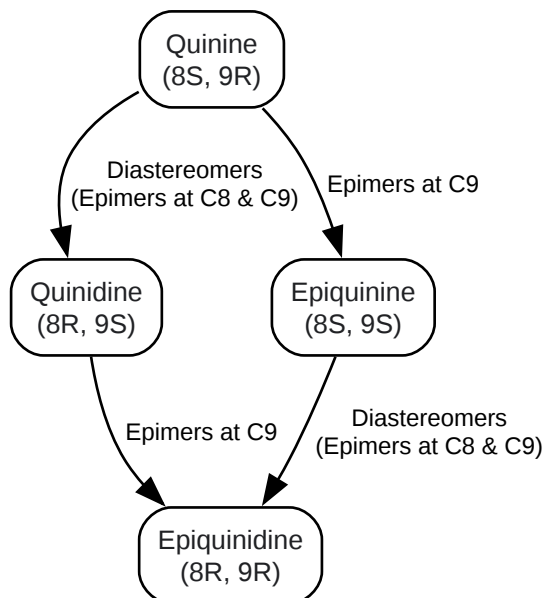 Quinine
(8S, 9R)
Diastereomers
(Epimers at C8 & C9)
Epimers at C9
Quinidine
(8R, 9S)
Epiquinine
(8S, 9S)
Epimers at C9
Diastereomers
(Epimers at C8 & C9)
Epiquinidine
(8R, 9R)